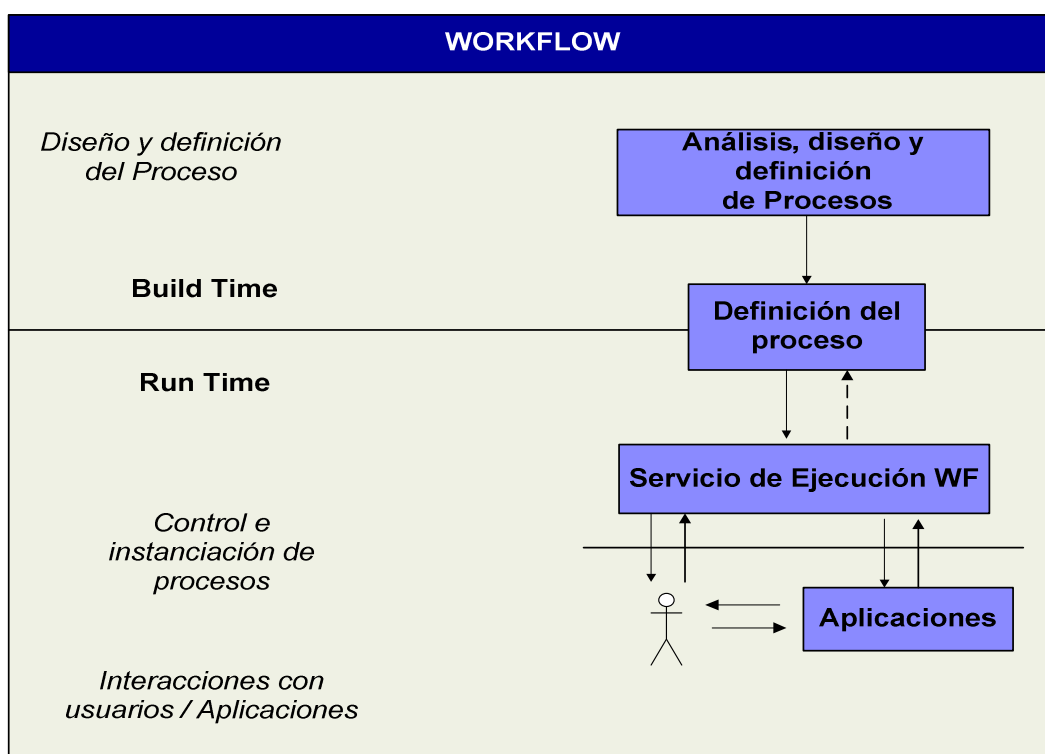 WORKFLOW
Diseño y definición
del Proceso
Análisis, diseño y
definición
de Procesos
Build Time
Definición del
proceso
Run Time
Servicio de Ejecución WF
Control e
instanciación de
procesos
Aplicaciones
Interacciones con
usuarios / Aplicaciones